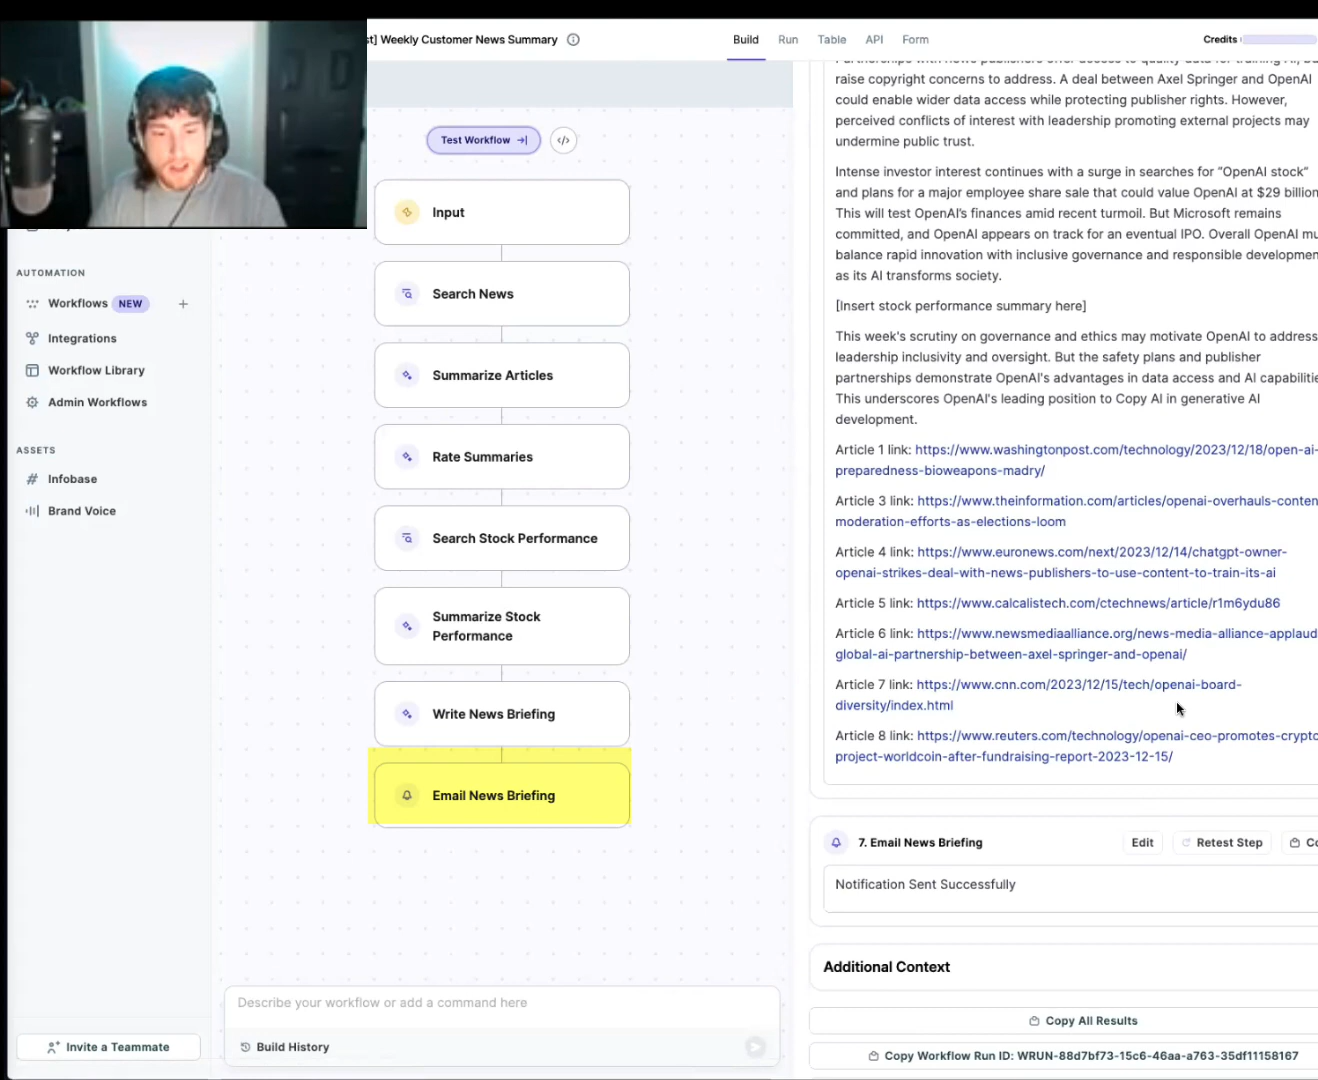 st] Weekly Customer News Summary
Build
Run
Table
API
Form
Credits
Test Workflow
</>
Input
Search News
Summarize Articles
Rate Summaries
Search Stock Performance
Summarize Stock
Performance
Write News Briefing
Email News Briefing
AUTOMATION
Workflows NEW +
Integrations
Workflow Library
Admin Workflows
ASSETS
Infobase
Brand Voice
Invite a Teammate
Describe your workflow or add a command here
Build History
raise copyright concerns to address. A deal between Axel Springer and OpenAI
could enable wider data access while protecting publisher rights. However,
perceived conflicts of interest with leadership promoting external projects may
undermine public trust.
Intense investor interest continues with a surge in searches for “OpenAI stock”
and plans for a major employee share sale that could value OpenAI at $29 billion
This will test OpenAI’s finances amid recent turmoil. But Microsoft remains
committed, and OpenAI appears on track for an eventual IPO. Overall OpenAI mu
balance rapid innovation with inclusive governance and responsible developmen
as its AI transforms society.
[Insert stock performance summary here]
This week's scrutiny on governance and ethics may motivate OpenAI to address
leadership inclusivity and oversight. But the safety plans and publisher
partnerships demonstrate OpenAI's advantages in data access and AI capabilitie
This underscores OpenAI's leading position to Copy AI in generative AI
development.
Article 1 link: https://www.washingtonpost.com/technology/2023/12/18/open-ai-
preparedness-bioweapons-madry/
Article 3 link: https://www.theinformation.com/articles/openai-overhauls-conten
moderation-efforts-as-elections-loom
Article 4 link: https://www.euronews.com/next/2023/12/14/chatgpt-owner-
openai-strikes-deal-with-news-publishers-to-use-content-to-train-its-ai
Article 5 link: https://www.calcalistech.com/ctechnews/article/r1m6ydu86
Article 6 link: https://www.newsmediaalliance.org/news-media-alliance-applaud
global-ai-partnership-between-axel-springer-and-openai/
Article 7 link: https://www.cnn.com/2023/12/15/tech/openai-board-
diversity/index.html
Article 8 link: https://www.reuters.com/technology/openai-ceo-promotes-crypto
project-worldcoin-after-fundraising-report-2023-12-15/
7. Email News Briefing
Edit
Retest Step
Co
Notification Sent Successfully
Additional Context
Copy All Results
Copy Workflow Run ID: WRUN-88d7bf73-15c6-46aa-a763-35df11158167